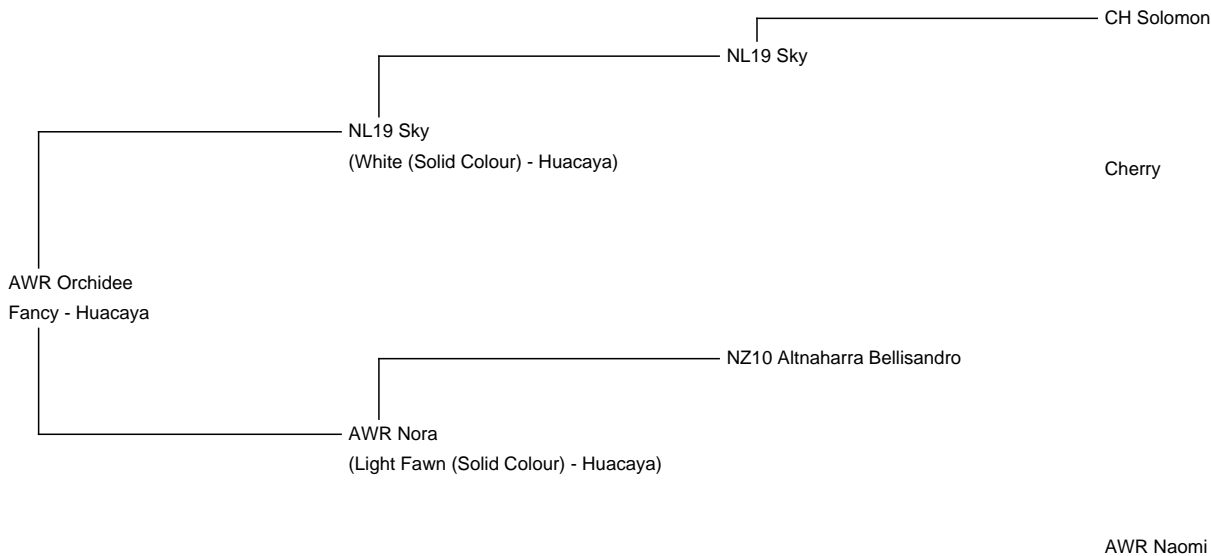 CH Solomon
NL19 Sky
NL19 Sky
(White (Solid Colour) - Huacaya)
Cherry
AWR Orchidee
Fancy - Huacaya
NZ10 Altnaharra Bellisandro
AWR Nora
(Light Fawn (Solid Colour) - Huacaya)
AWR Naomi